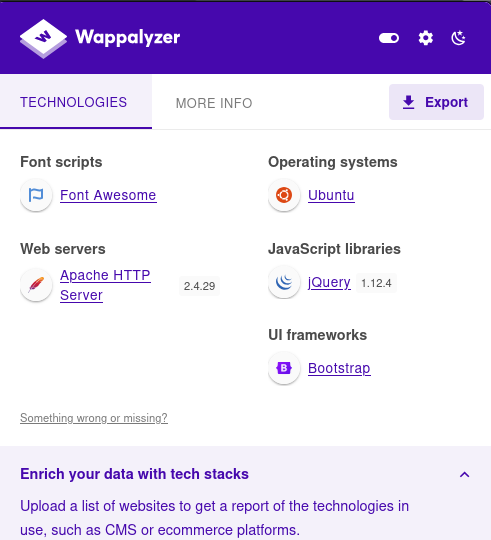 Wappalyzer
TECHNOLOGIES
MORE INFO
Export
Font scripts
Font Awesome
Operating systems
Ubuntu
Web servers
Apache HTTP
Server
2.4.29
JavaScript libraries
jQuery
1.12.4
UI frameworks
Bootstrap
Something wrong or missing?
Enrich your data with tech stacks
Upload a list of websites to get a report of the technologies in
use, such as CMS or ecommerce platforms.